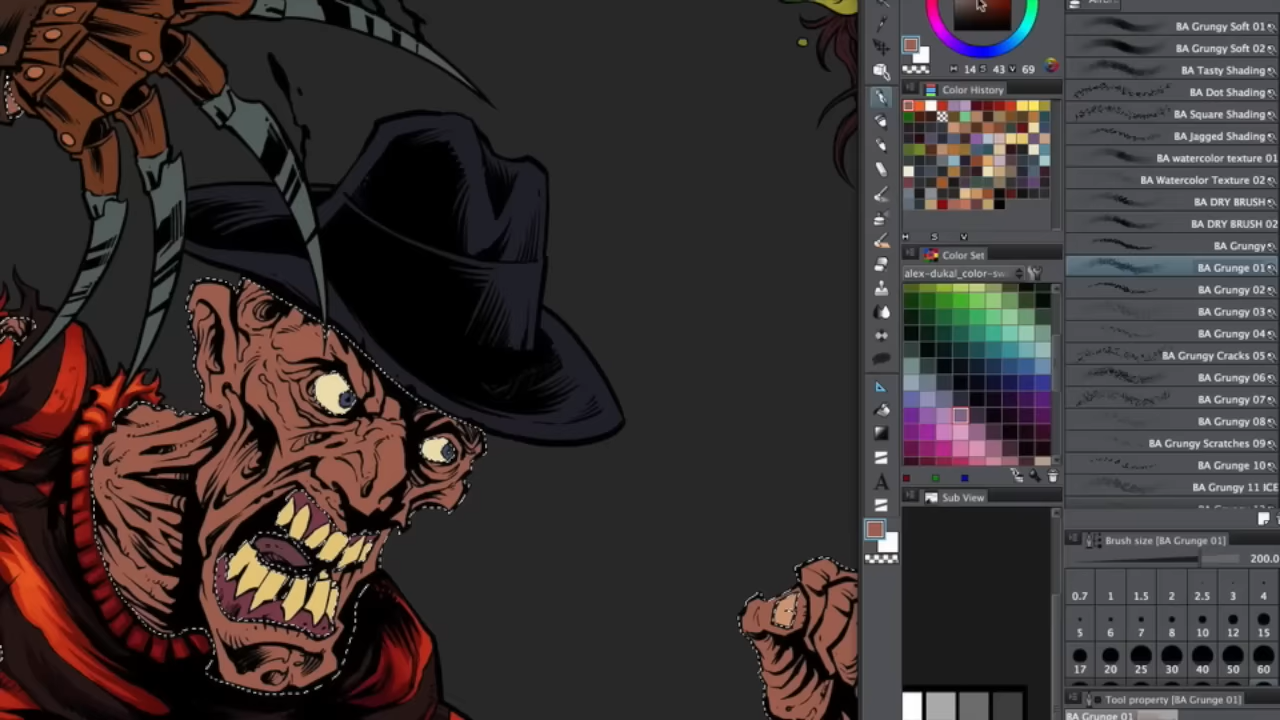 BA Grungy Soft 01
BA Grungy Soft 02
H 14 S 43 V 69
BA Tasty Shading
Color History
BA Dot Shading
BA Square Shading
BA Jagged Shading
BA watercolor texture 01
BA Watercolor Texture 02
BA DRY BRUSH
BA DRY BRUSH 02
H S V
BA Grungy
Color Set
BA Grunge 01
alex-dukal_color-sw
BA Grungy 02
BA Grungy 03
BA Grungy 04
BA Grungy Cracks 05
BA Grungy 06
BA Grungy 07
BA Grungy 08
BA Grungy Scratches 09
BA Grunge 10
A
BA Grungy 11 ICE
Sub View
Brush size [BA Grunge 01]
200.0
0.7 1 1.5 2 2.5 3 4
5 6 7 8 10 12 15
17 20 25 30 40 50 60
Tool property [BA Grunge 01]
BA Grunge 01